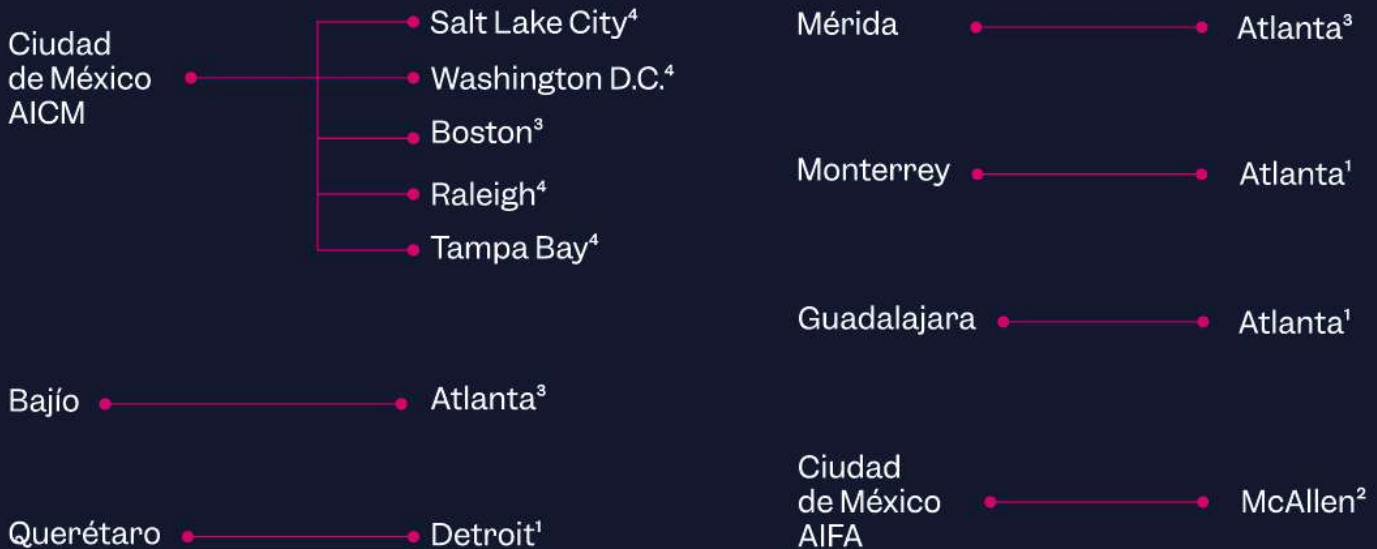 Ciudad
de México
AICM
Salt Lake City⁴
Washington D.C.⁴
Boston³
Raleigh⁴
Tampa Bay⁴
Bajío
Atlanta³
Querétaro
Detroit¹
Mérida
Atlanta³
Monterrey
Atlanta¹
Guadalajara
Atlanta¹
Ciudad
de México
AIFA
McAllen²